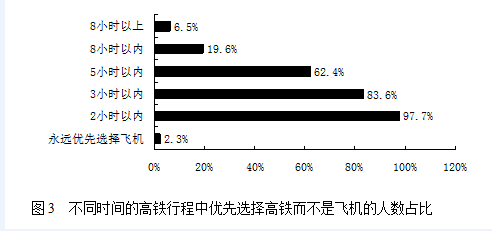 8小时以上 6.5%
8小时以内 19.6%
5小时以内 62.4%
3小时以内 83.6%
2小时以内 97.7%
永远优先选择飞机 2.3%
0% 20% 40% 60% 80% 100% 120%
图3 不同时间的高铁行程中优先选择高铁而不是飞机的人数占比